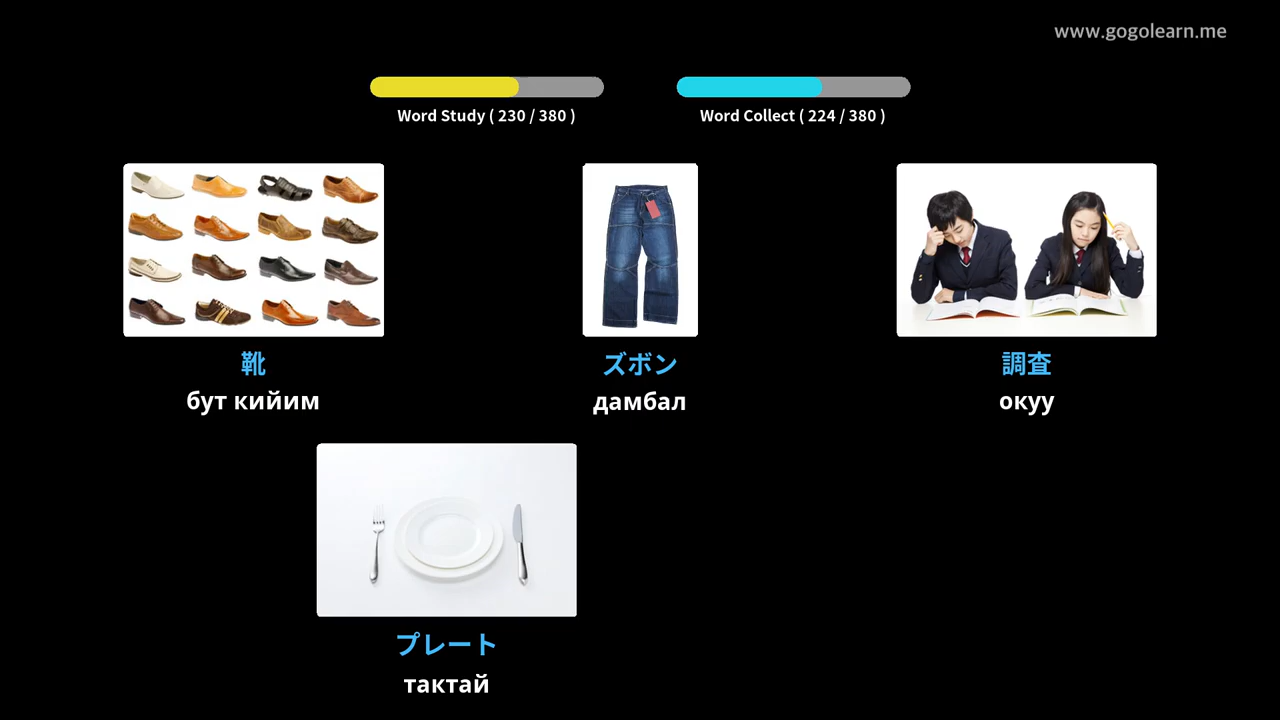 www.gogolearn.me
Word Study ( 230 / 380 )
Word Collect ( 224 / 380 )
靴
бут кийим
ズボン
дамбал
調査
окуу
プレート
тактай